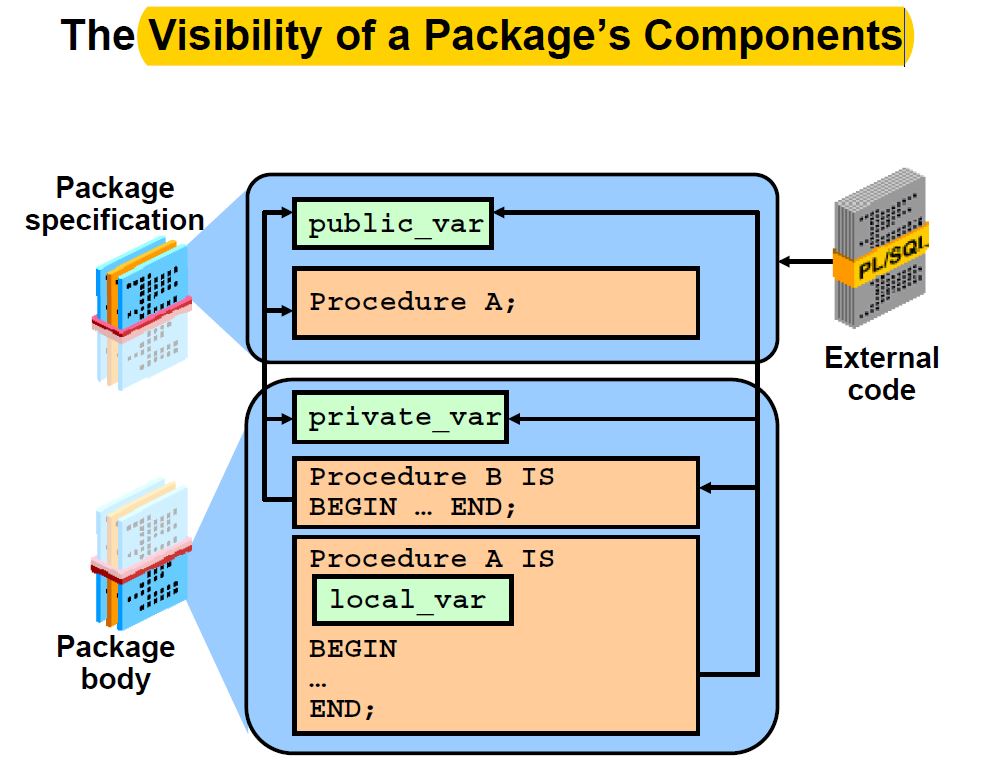 The Visibility of a Package’s Components
Package
specification
public_var
Procedure A;
PL/SQL
External
code
private_var
Procedure B IS
BEGIN … END;
Procedure A IS
local_var
BEGIN
…
END;
Package
body